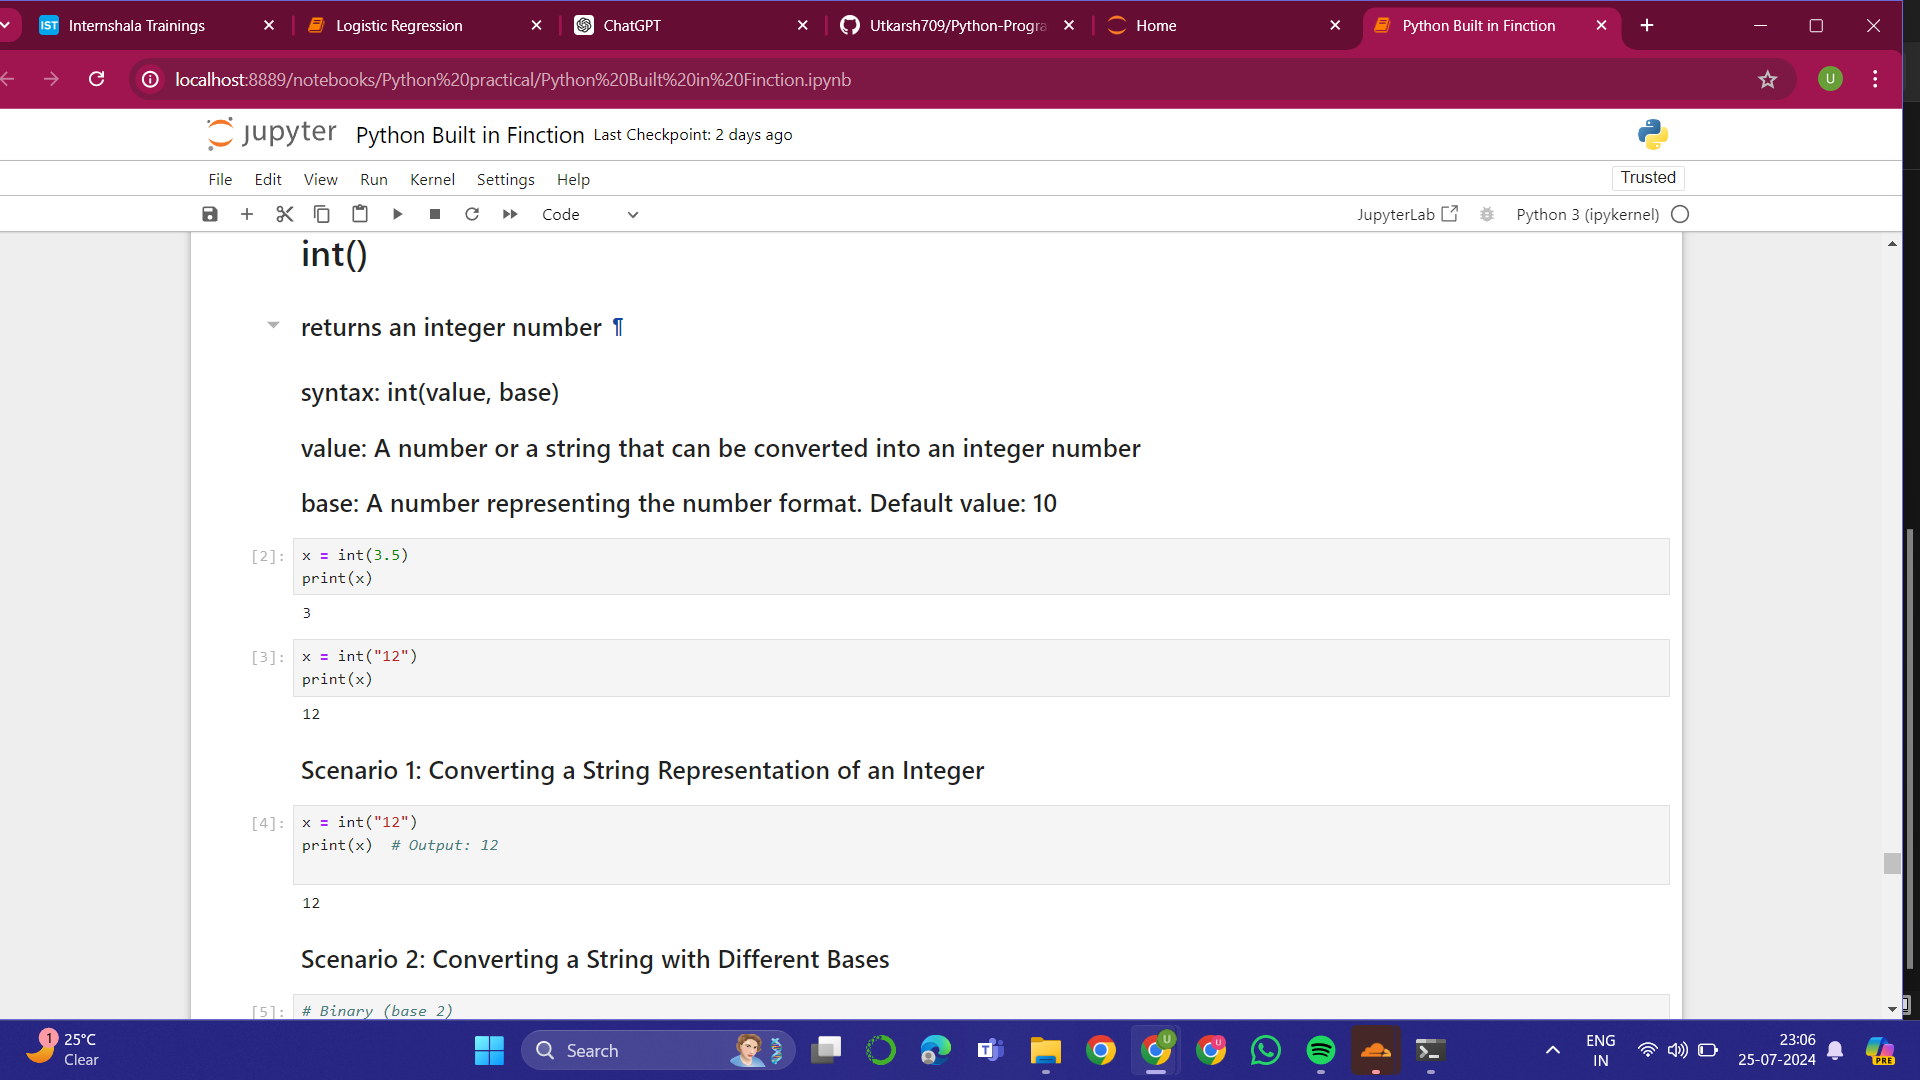 IST Internshala Trainings
Logistic Regression
ChatGPT
Utkarsh709/Python-Progra
Home
Python Built in Finction
localhost:8889/notebooks/Python%20practical/Python%20Built%20in%20Finction.ipynb
U
jupyter Python Built in Finction Last Checkpoint: 2 days ago
File Edit View Run Kernel Settings Help
Trusted
Code
JupyterLab
Python 3 (ipykernel)
int()
returns an integer number ¶
syntax: int(value, base)
value: A number or a string that can be converted into an integer number
base: A number representing the number format. Default value: 10
[2]: x = int(3.5)
print(x)
3
[3]: x = int("12")
print(x)
12
Scenario 1: Converting a String Representation of an Integer
[4]: x = int("12")
print(x) # Output: 12
12
Scenario 2: Converting a String with Different Bases
[5]: # Binary (base 2)
1
25°C
Clear
Search
T
U
U
PRE
ENG
IN
23:06
25-07-2024